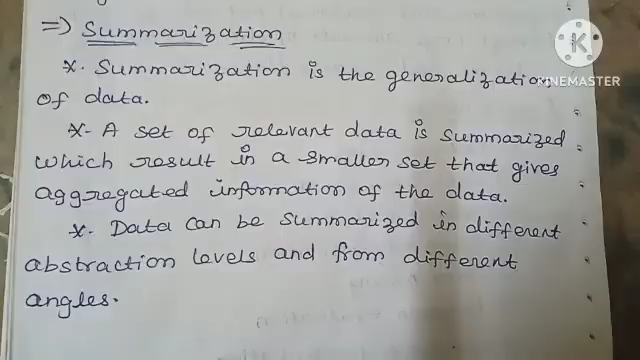 =) Summarization
*. Summarization is the generalization
of data.
*- A set of relevant data is summarized
which result in a smaller set that gives
aggregated information of the data.
*. Data can be summarized in different
abstraction levels and from different
angles.
K
KINEMASTER